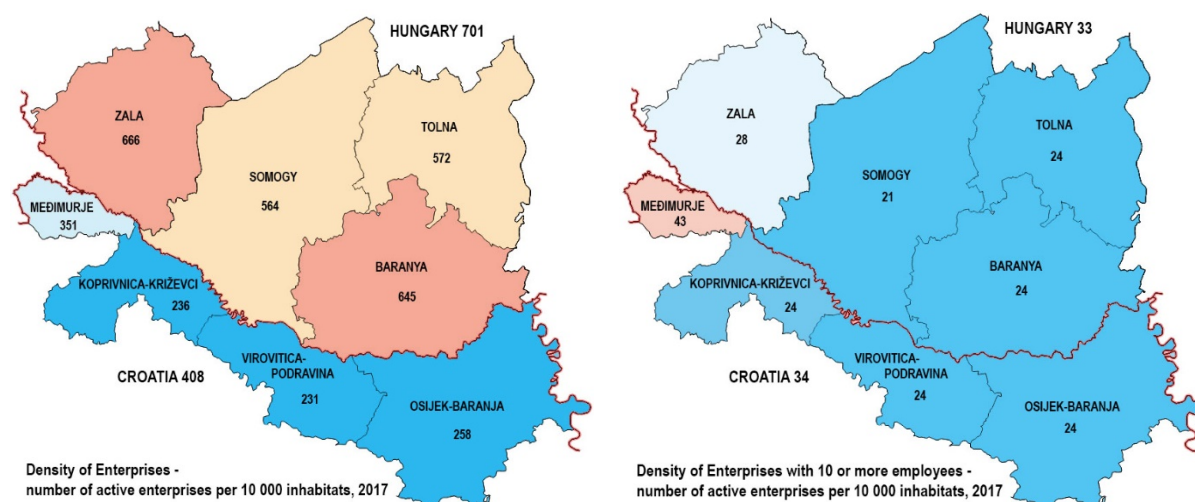 HUNGARY 701
ZALA
666
TOLNA
572
SOMOGY
564
MEĐIMURJE
351
BARANYA
645
KOPRIVNICA-KRIŽEVCI
236
VIROVITICA-
PODRAVINA
231
CROATIA 408
OSIJEK-BARANJA
258
Density of Enterprises -
number of active enterprises per 10 000 inhabitats, 2017
HUNGARY 33
ZALA
28
TOLNA
24
SOMOGY
21
MEĐIMURJE
43
BARANYA
24
KOPRIVNICA-KRIŽEVCI
24
VIROVITICA-
PODRAVINA
24
CROATIA 34
OSIJEK-BARANJA
24
Density of Enterprises with 10 or more employees -
number of active enterprises per 10 000 inhabitats, 2017